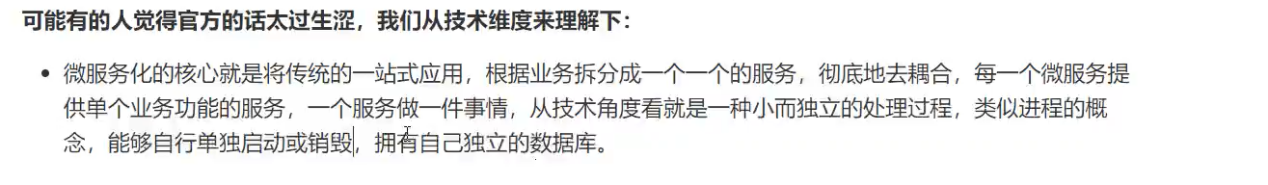 可能有的人觉得官方的话太过生涩，我们从技术维度来理解下：
• 微服务化的核心就是将传统的一站式应用，根据业务拆分成一个一个的服务，彻底地去耦合，每一个微服务提
供单个业务功能的服务，一个服务做一件事情，从技术角度看就是一种小而独立的处理过程，类似进程的概
念，能够自行单独启动或销毁，拥有自己独立的数据库。